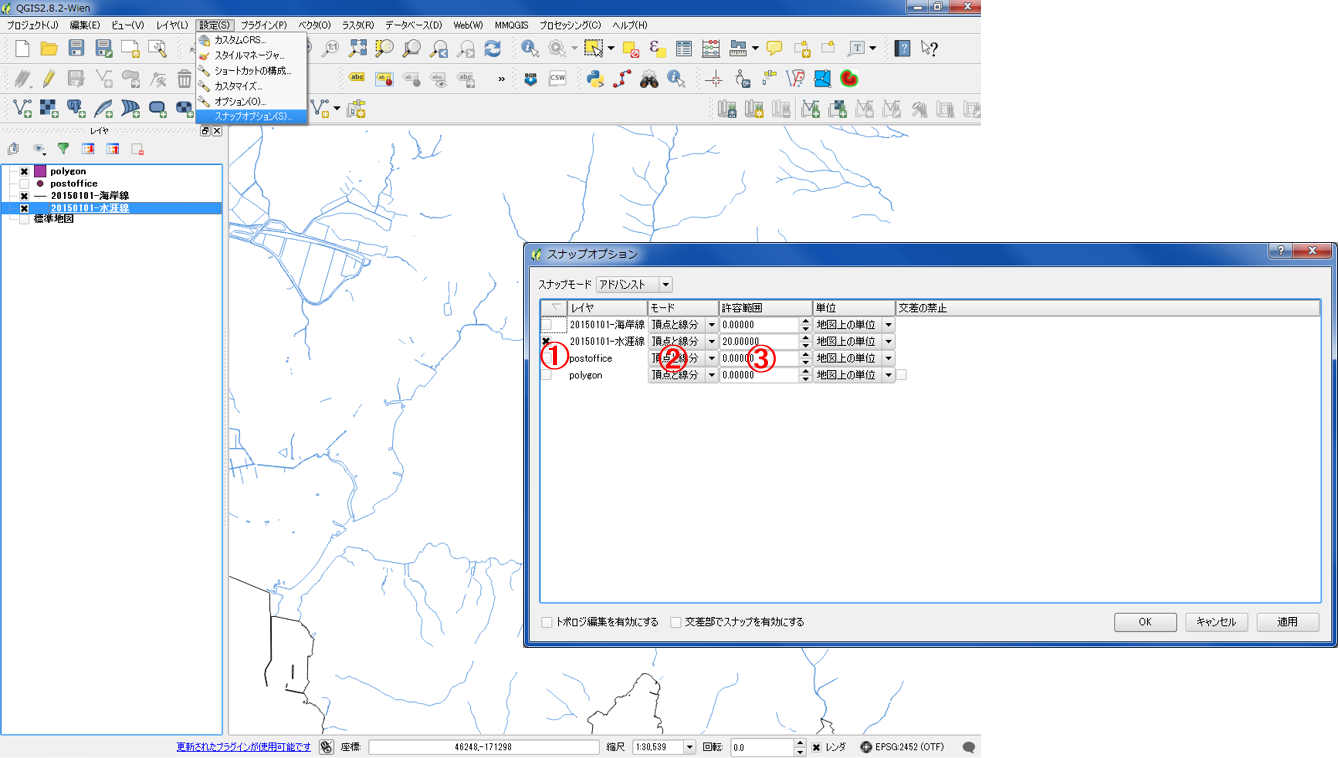 QGIS2.8.2-Wien
プロジェクト(J) 編集(E) ビュー(V) レイヤ(L) 設定(S) プラグイン(P) ベクタ(O) ラスタ(R) データベース(D) Web(W) MMQGIS プロセッシング(C) ヘルプ(H)
カスタムCRS...
スタイルマネージャ...
ショートカットの構成...
カスタマイズ...
オプション(O)...
スナップオプション(S)...
abc
CSW
レイヤ
polygon
postoffice
20150101-海岸線
20150101-水涯線
標準地図
スナップオプション
スナップモード アドバンスト
レイヤ モード 許容範囲 単位 交差の禁止
20150101-海岸線 頂点と線分 0.00000 地図上の単位
20150101-水涯線 頂点と線分 20.00000 地図上の単位
postoffice 頂点と線分 0.00000 地図上の単位
polygon 頂点と線分 0.00000 地図上の単位
① ② ③
トポロジ編集を有効にする 交差部でスナップを有効にする
OK キャンセル 適用
更新されたプラグインが使用可能です 座標: 46248,-171298 縮尺 1:30,539 回転: 0.0 レンダ EPSG:2452 (OTF)